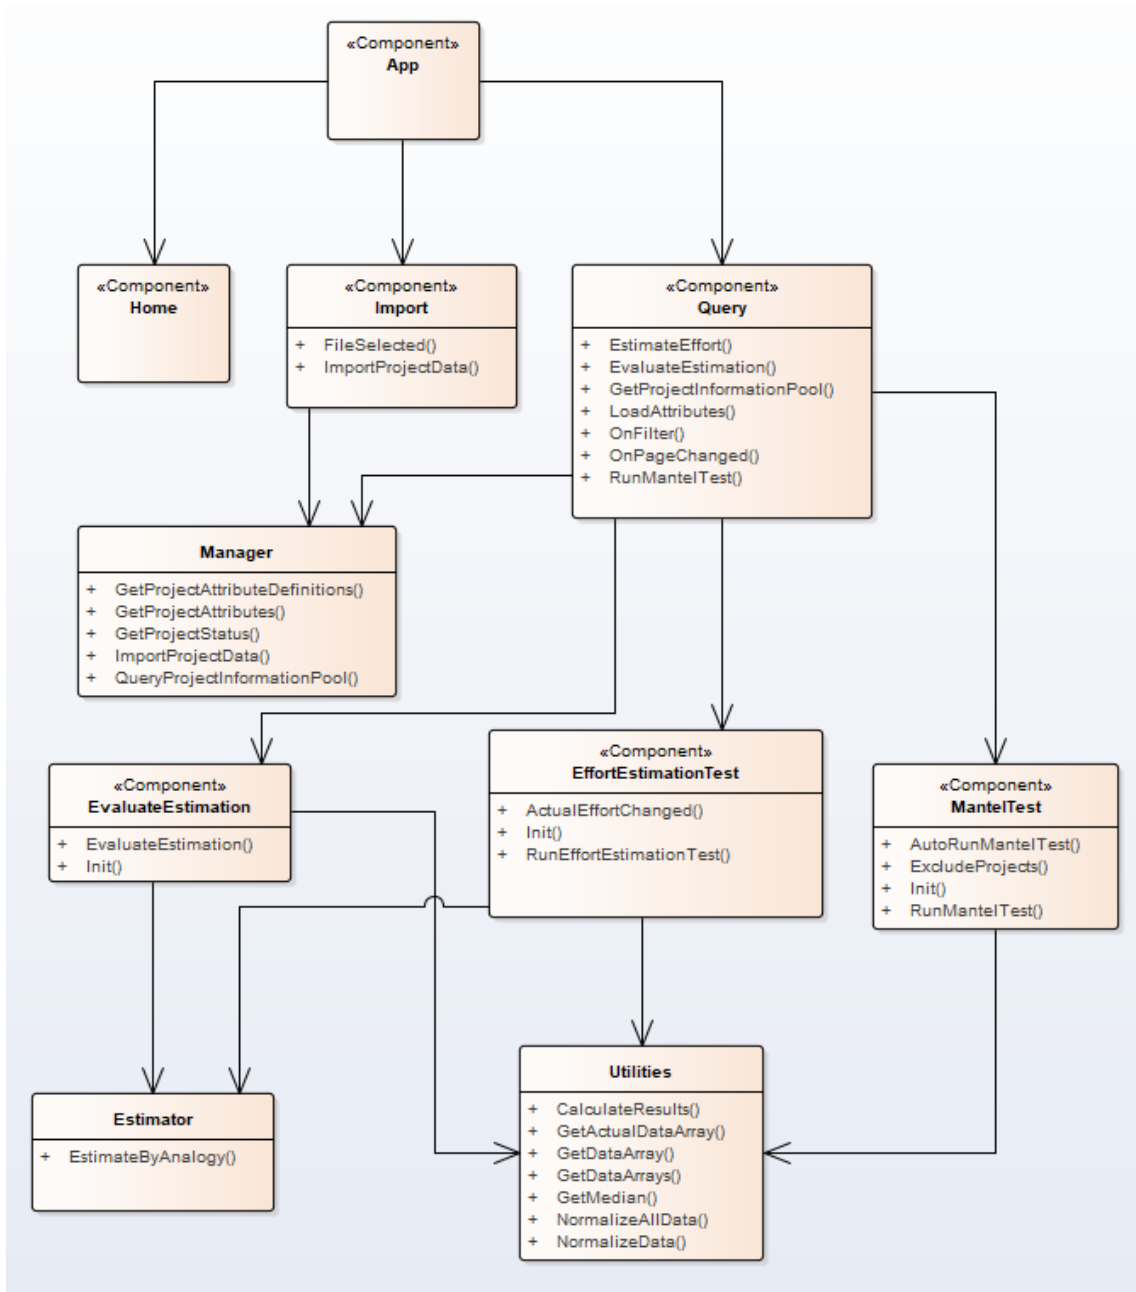 «Component»
App
«Component»
Home
«Component»
Import
+ FileSelected()
+ ImportProjectData()
«Component»
Query
+ EstimateEffort()
+ EvaluateEstimation()
+ GetProjectInformationPool()
+ LoadAttributes()
+ OnFilter()
+ OnPageChanged()
+ RunMantelTest()
Manager
+ GetProjectAttributeDefinitions()
+ GetProjectAttributes()
+ GetProjectStatus()
+ ImportProjectData()
+ QueryProjectInformationPool()
«Component»
EvaluateEstimation
+ EvaluateEstimation()
+ Init()
«Component»
EffortEstimationTest
+ ActualEffortChanged()
+ Init()
+ RunEffortEstimationTest()
«Component»
MantelTest
+ AutoRunMantelTest()
+ ExcludeProjects()
+ Init()
+ RunMantelTest()
Estimator
+ EstimateByAnalogy()
Utilities
+ CalculateResults()
+ GetActualDataArray()
+ GetDataArray()
+ GetDataArrays()
+ GetMedian()
+ NormalizeAllData()
+ NormalizeData()